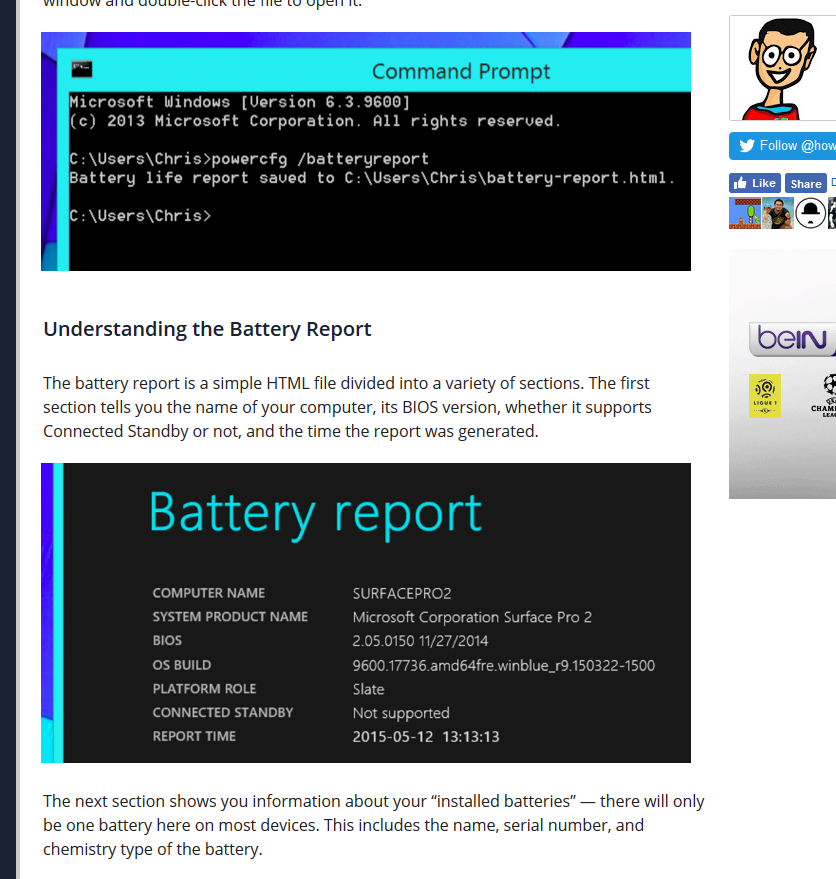 window and double-click the file to open it.
Command Prompt
Microsoft Windows [Version 6.3.9600]
(c) 2013 Microsoft Corporation. All rights reserved.
C:\Users\Chris>powercfg /batteryreport
Battery life report saved to C:\Users\Chris\battery-report.html.
C:\Users\Chris>
Understanding the Battery Report
The battery report is a simple HTML file divided into a variety of sections. The first
section tells you the name of your computer, its BIOS version, whether it supports
Connected Standby or not, and the time the report was generated.
Battery report
COMPUTER NAME SURFACEPRO2
SYSTEM PRODUCT NAME Microsoft Corporation Surface Pro 2
BIOS 2.05.0150 11/27/2014
OS BUILD 9600.17736.amd64fre.winblue_r9.150322-1500
PLATFORM ROLE Slate
CONNECTED STANDBY Not supported
REPORT TIME 2015-05-12 13:13:13
The next section shows you information about your “installed batteries” — there will only
be one battery here on most devices. This includes the name, serial number, and
chemistry type of the battery.
Follow @how
Like Share
beIN
LIGUE 1
CHAM
LEAG